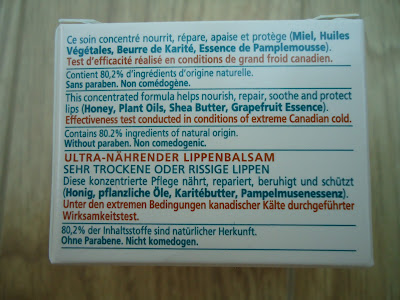 Ce soin concentré nourrit, répare, apaise et protège (Miel, Huiles
Végétales, Beurre de Karité, Essence de Pamplemousse).
Test d'efficacité réalisé en conditions de grand froid canadien.
Contient 80,2% d'ingrédients d'origine naturelle.
Sans paraben. Non comédogène.
This concentrated formula helps nourish, repair, soothe and protect
lips (Honey, Plant Oils, Shea Butter, Grapefruit Essence).
Effectiveness test conducted in conditions of extreme Canadian cold.
Contains 80.2% ingredients of natural origin.
Without paraben. Non comedogenic.
ULTRA-NÄHRENDER LIPPENBALSAM
SEHR TROCKENE ODER RISSIGE LIPPEN
Diese konzentrierte Pflege nährt, repariert, beruhigt und schützt
(Honig, pflanzliche Öle, Karitébutter, Pampelmusenessenz).
Unter den extremen Bedingungen kanadischer Kälte durchgeführter
Wirksamkeitstest.
80,2% der Inhaltsstoffe sind natürlicher Herkunft.
Ohne Parabene. Nicht komedogen.